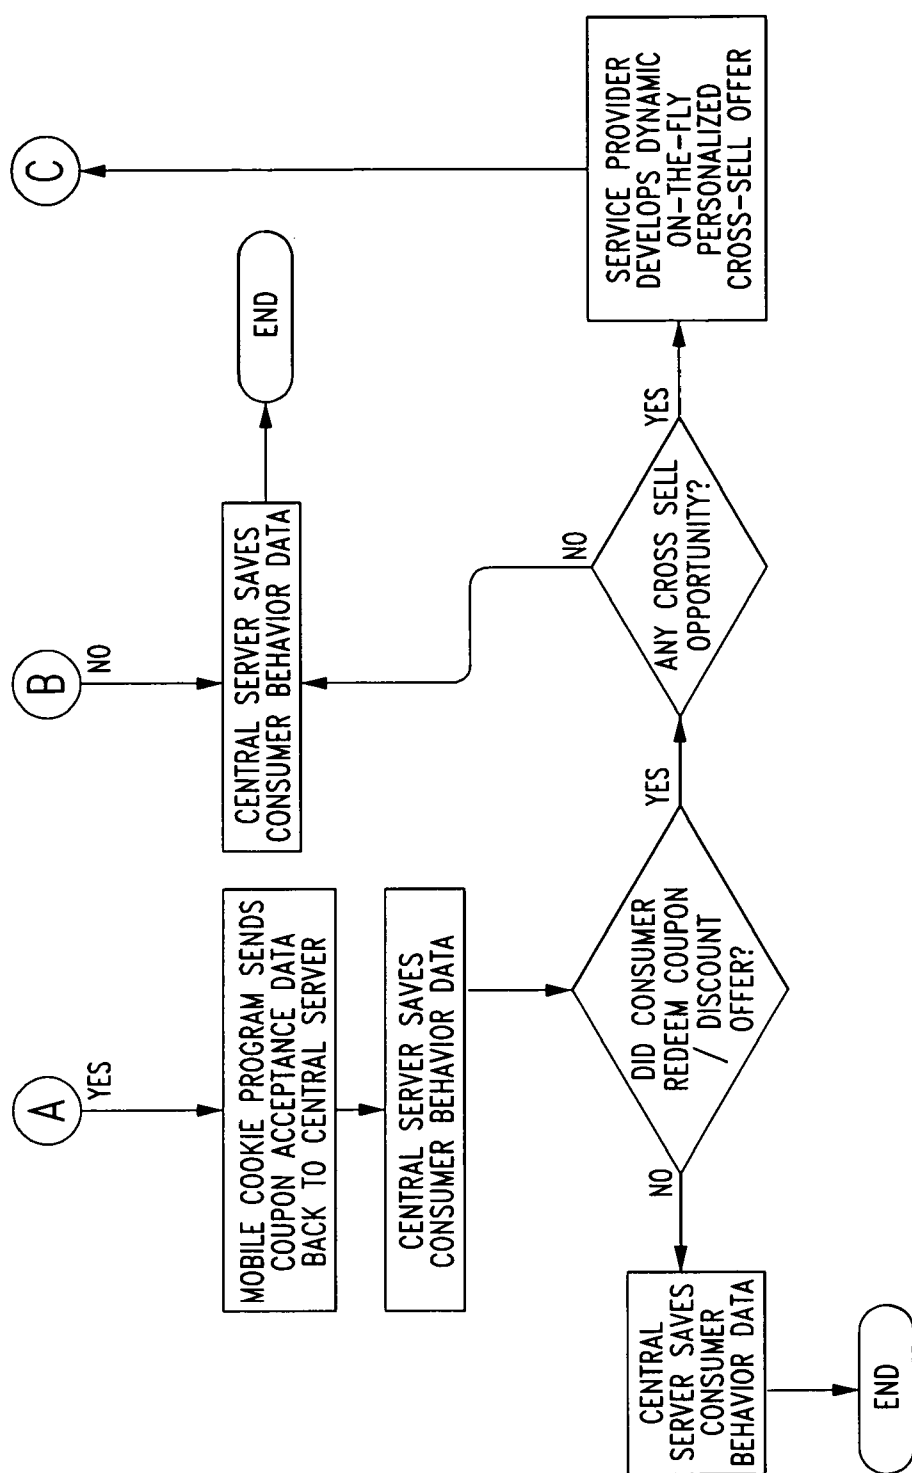 A
YES
MOBILE COOKIE PROGRAM SENDS
COUPON ACCEPTANCE DATA
BACK TO CENTRAL SERVER
CENTRAL SERVER SAVES
CONSUMER BEHAVIOR DATA
DID CONSUMER
REDEEM COUPON
/ DISCOUNT
OFFER?
NO
CENTRAL
SERVER SAVES
CONSUMER
BEHAVIOR DATA
END
YES
B
NO
CENTRAL SERVER SAVES
CONSUMER BEHAVIOR DATA
END
ANY CROSS SELL
OPPORTUNITY?
NO
YES
SERVICE PROVIDER
DEVELOPS DYNAMIC
ON-THE-FLY
PERSONALIZED
CROSS-SELL OFFER
C